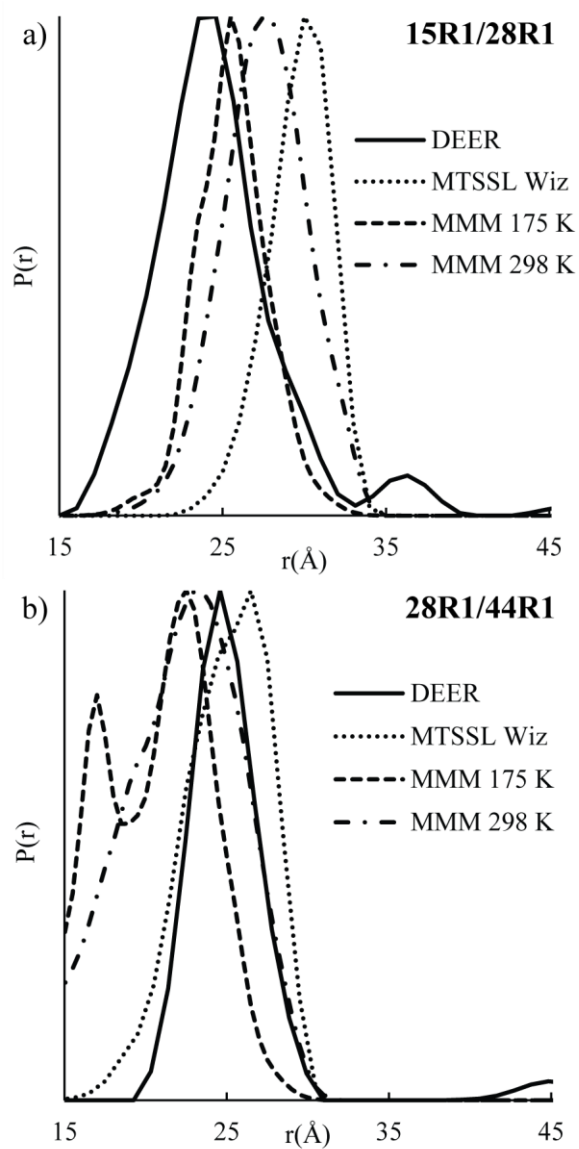 a)
15R1/28R1
DEER
MTSSL Wiz
MMM 175 K
MMM 298 K
P(r)
15 25 35 45
r(Å)
b)
28R1/44R1
DEER
MTSSL Wiz
MMM 175 K
MMM 298 K
P(r)
15 25 35 45
r(Å)